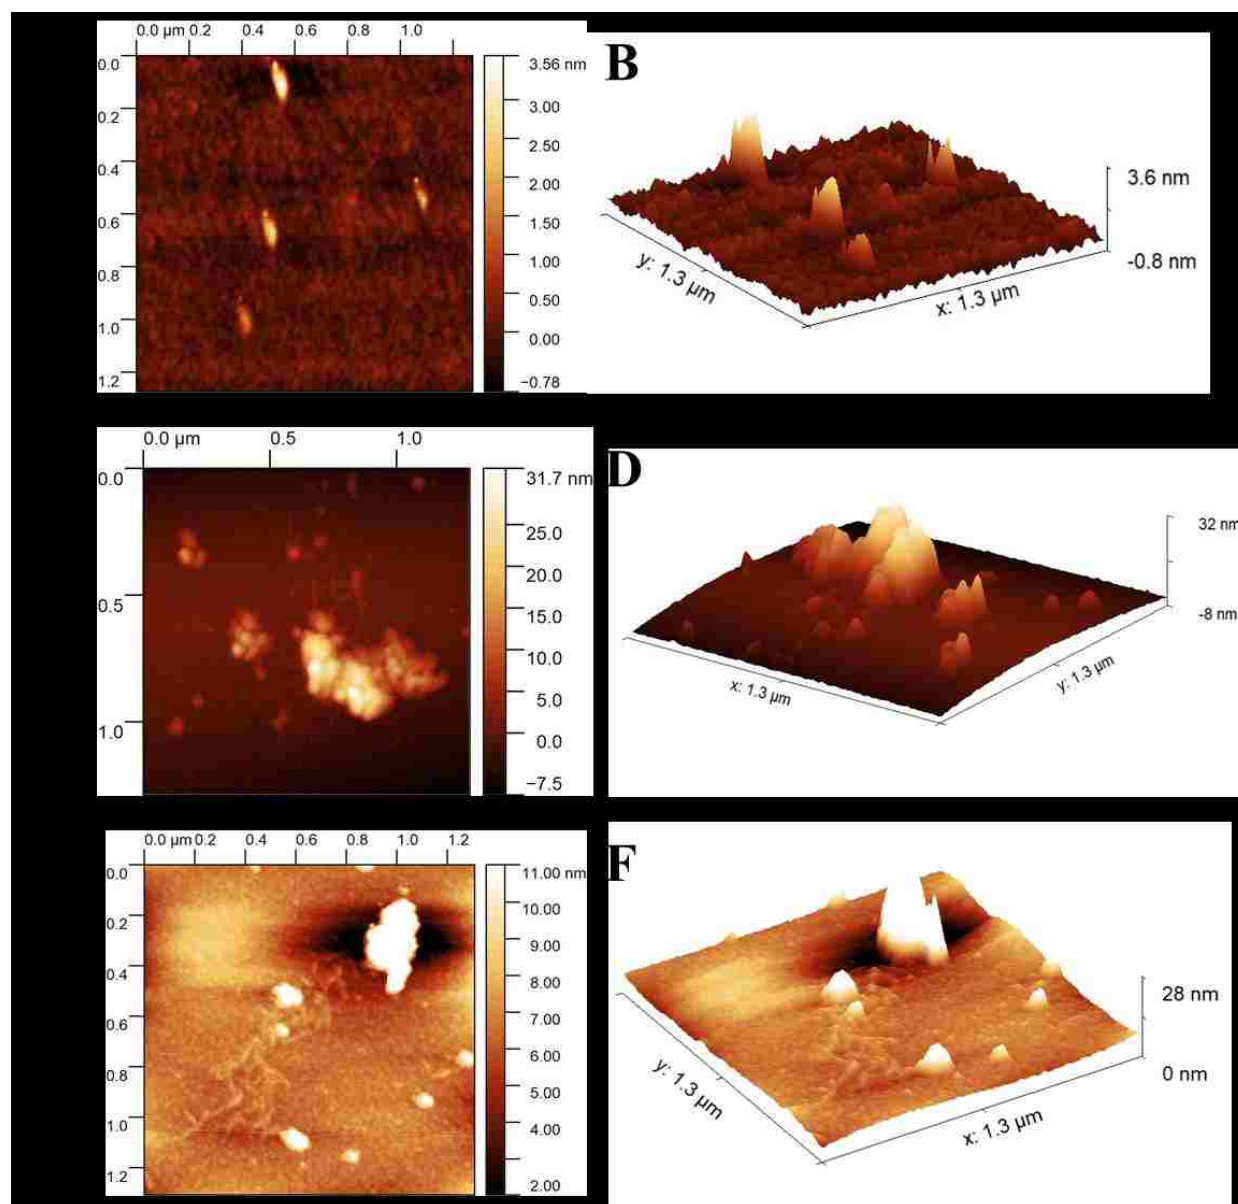 0.0 µm 0.2 0.4 0.6 0.8 1.0
0.0
0.2
0.4
0.6
0.8
1.0
1.2
3.56 nm
3.00
2.50
2.00
1.50
1.00
0.50
0.00
−0.78
B
3.6 nm
-0.8 nm
y: 1.3 µm
x: 1.3 µm
0.0 µm 0.5 1.0
0.0
0.5
1.0
31.7 nm
25.0
20.0
15.0
10.0
5.0
0.0
−7.5
D
32 nm
-8 nm
x: 1.3 µm
y: 1.3 µm
0.0 µm 0.2 0.4 0.6 0.8 1.0 1.2
0.0
0.2
0.4
0.6
0.8
1.0
1.2
11.00 nm
10.00
9.00
8.00
7.00
6.00
5.00
4.00
2.00
F
28 nm
0 nm
y: 1.3 µm
x: 1.3 µm